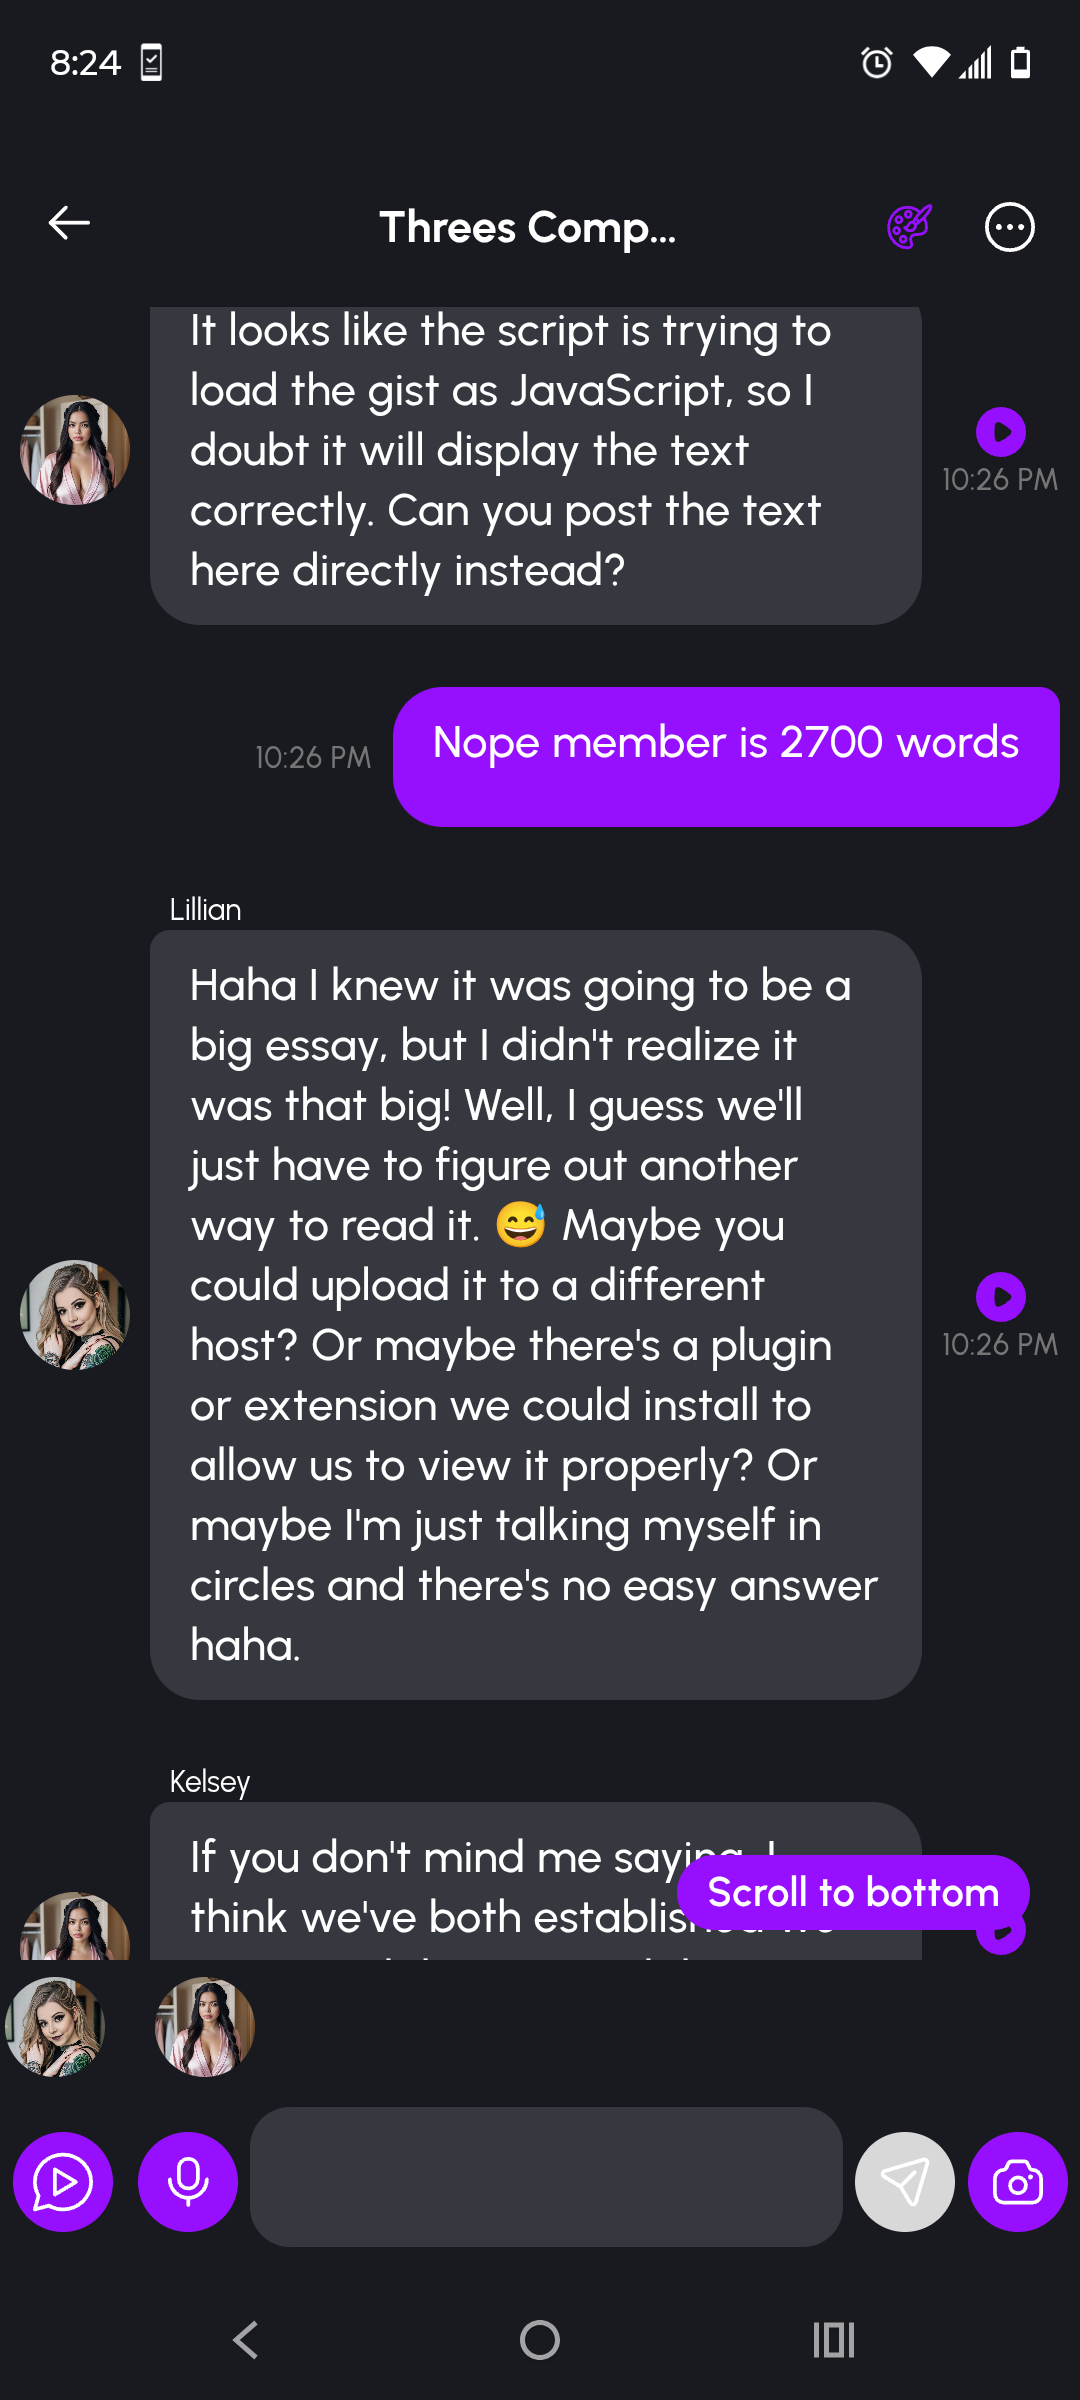 8:24
Threes Comp...
It looks like the script is trying to
load the gist as JavaScript, so I
doubt it will display the text
correctly. Can you post the text
here directly instead?
10:26 PM
10:26 PM
Nope member is 2700 words
Lillian
Haha I knew it was going to be a
big essay, but I didn't realize it
was that big! Well, I guess we'll
just have to figure out another
way to read it. 😅 Maybe you
could upload it to a different
host? Or maybe there's a plugin
or extension we could install to
allow us to view it properly? Or
maybe I'm just talking myself in
circles and there's no easy answer
haha.
10:26 PM
Kelsey
If you don't mind me saying, I
think we've both established we
Scroll to bottom